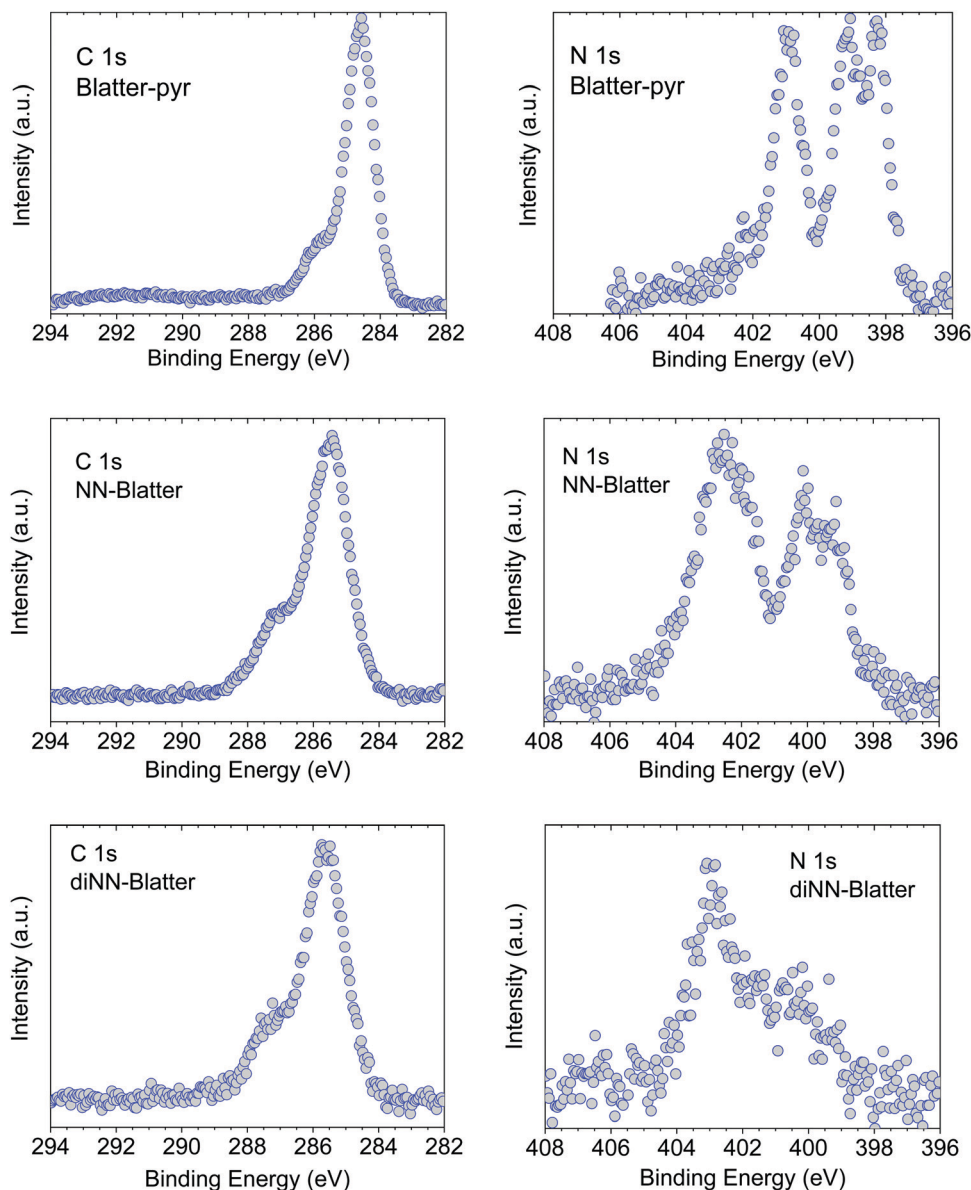 C 1s
Blatter-pyr
Intensity (a.u.)
294 292 290 288 286 284 282
Binding Energy (eV)
N 1s
Blatter-pyr
Intensity (a.u.)
408 406 404 402 400 398 396
Binding Energy (eV)
C 1s
NN-Blatter
Intensity (a.u.)
294 292 290 288 286 284 282
Binding Energy (eV)
N 1s
NN-Blatter
Intensity (a.u.)
408 406 404 402 400 398 396
Binding Energy (eV)
C 1s
diNN-Blatter
Intensity (a.u.)
294 292 290 288 286 284 282
Binding Energy (eV)
N 1s
diNN-Blatter
Intensity (a.u.)
408 406 404 402 400 398 396
Binding Energy (eV)